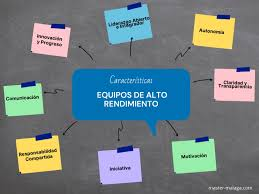 Características
EQUIPOS DE ALTO
RENDIMIENTO
Liderazgo Abierto
e Integrador
Autonomía
Claridad y
Transparencia
Motivación
Iniciativa
Responsabilidad
Compartida
Comunicación
Innovación
y Progreso
master-malaga.com